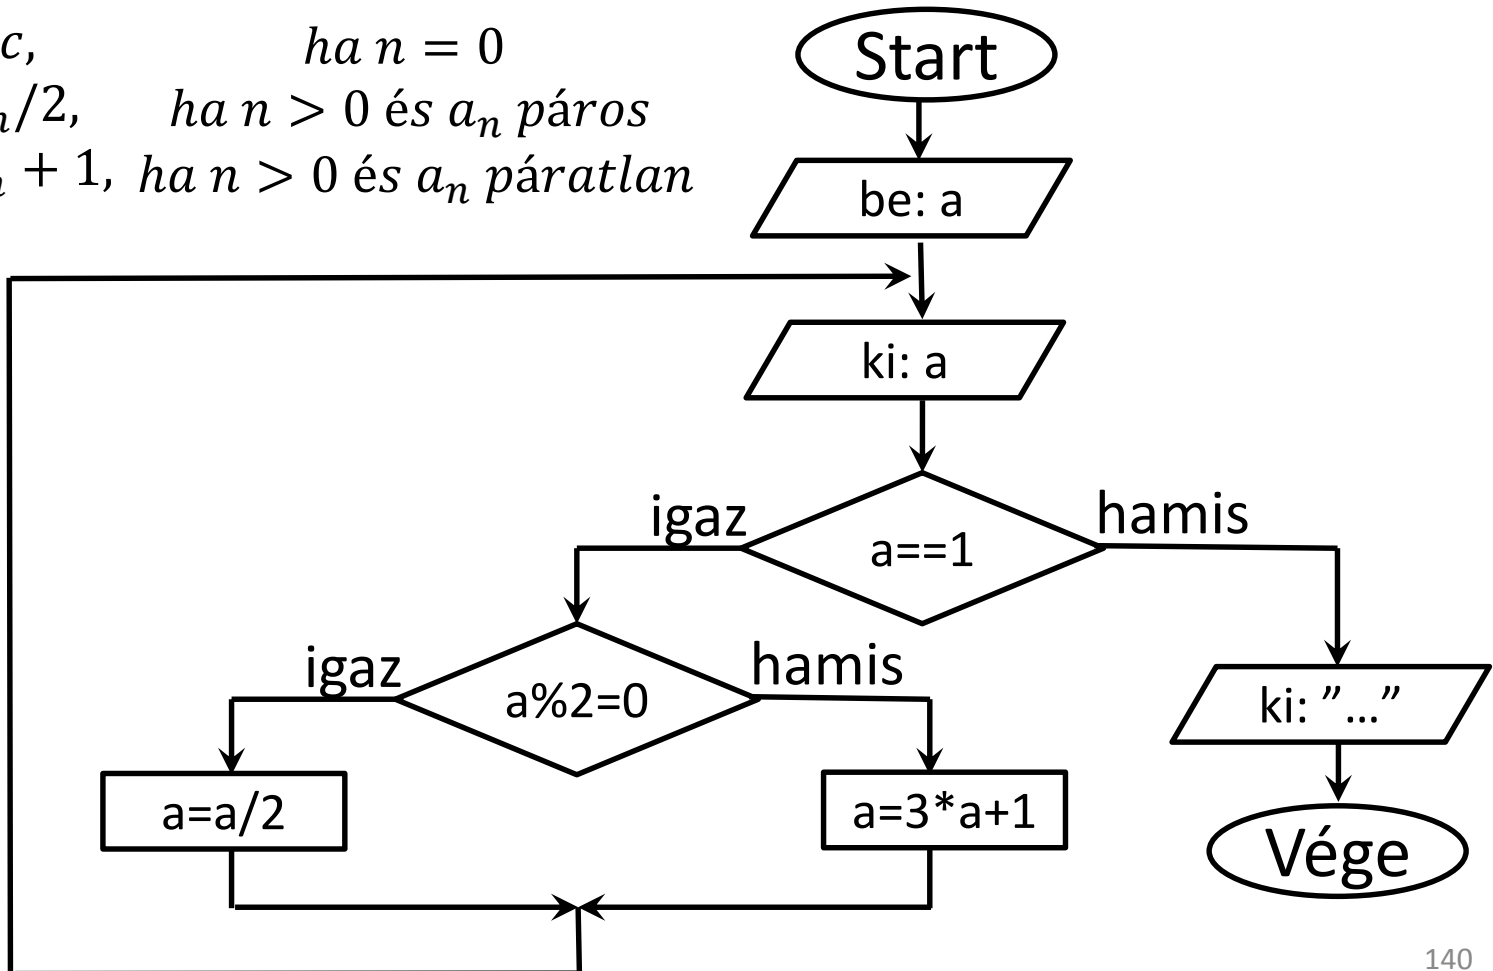 c, ha n = 0
n/2, ha n > 0 és aₙ páros
n + 1, ha n > 0 és aₙ páratlan
Start
be: a
ki: a
igaz
hamis
a==1
igaz
hamis
a%2=0
ki: ”...”
a=a/2
a=3*a+1
Vége
140